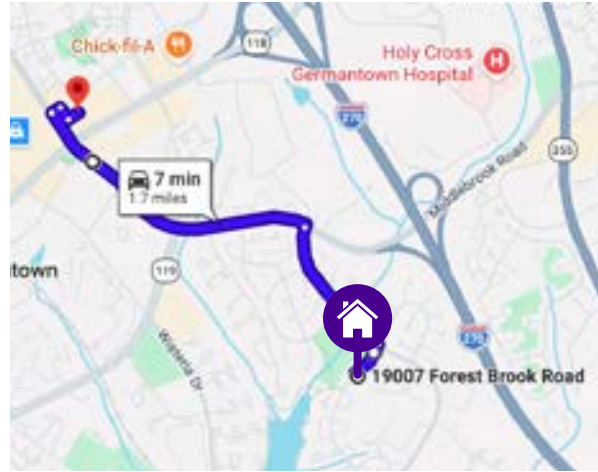 Chick-fil-A
118
Holy Cross
Germantown Hospital
270
355
Middlebrook Road
7 min
1.7 miles
town
119
Wisteria Dr
270
19007 Forest Brook Road